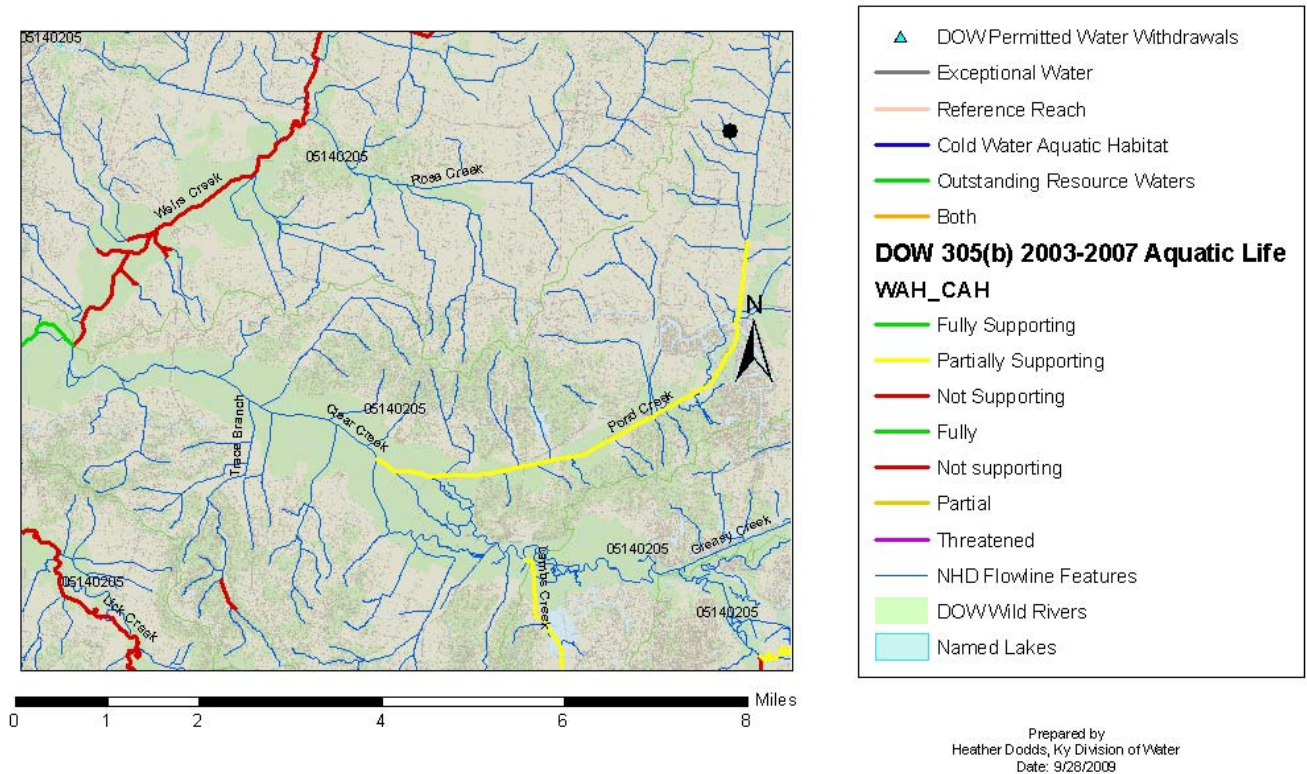 05140205
Weirs Creek
05140205
Rose Creek
N
05140205
Clear Creek
Trace Branch
Pond Creek
Greasy Creek
05140205
Lambs Creek
05140205
Lick Creek
05140205
0 1 2 4 6 8 Miles
DOW Permitted Water Withdrawals
Exceptional Water
Reference Reach
Cold Water Aquatic Habitat
Outstanding Resource Waters
Both
DOW 305(b) 2003-2007 Aquatic Life
WAH_CAH
Fully Supporting
Partially Supporting
Not Supporting
Fully
Not supporting
Partial
Threatened
NHD Flowline Features
DOW Wild Rivers
Named Lakes
Prepared by
Heather Dodds, Ky Division of Water
Date: 9/28/2009